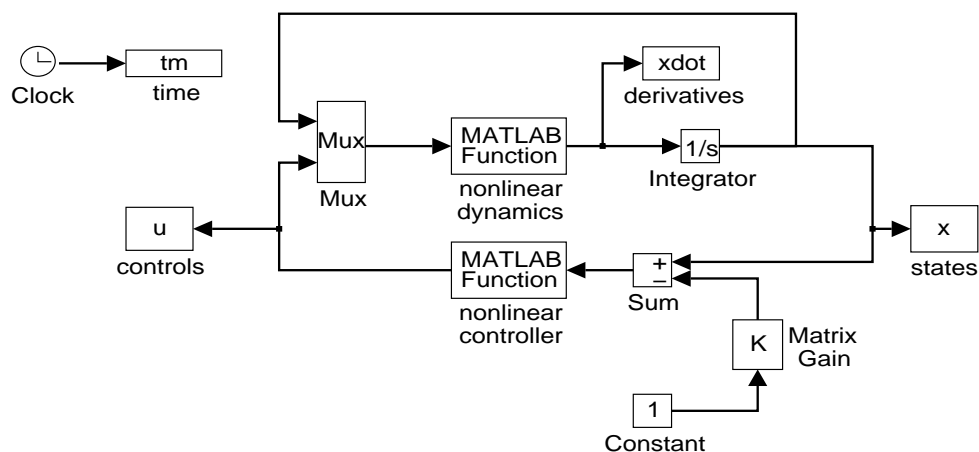 tm
xdot
Clock
time
derivatives
Mux
MATLAB
Function
1/s
Mux
nonlinear
dynamics
Integrator
u
controls
MATLAB
Function
+
−
x
states
nonlinear
controller
Sum
K
Matrix
Gain
1
Constant